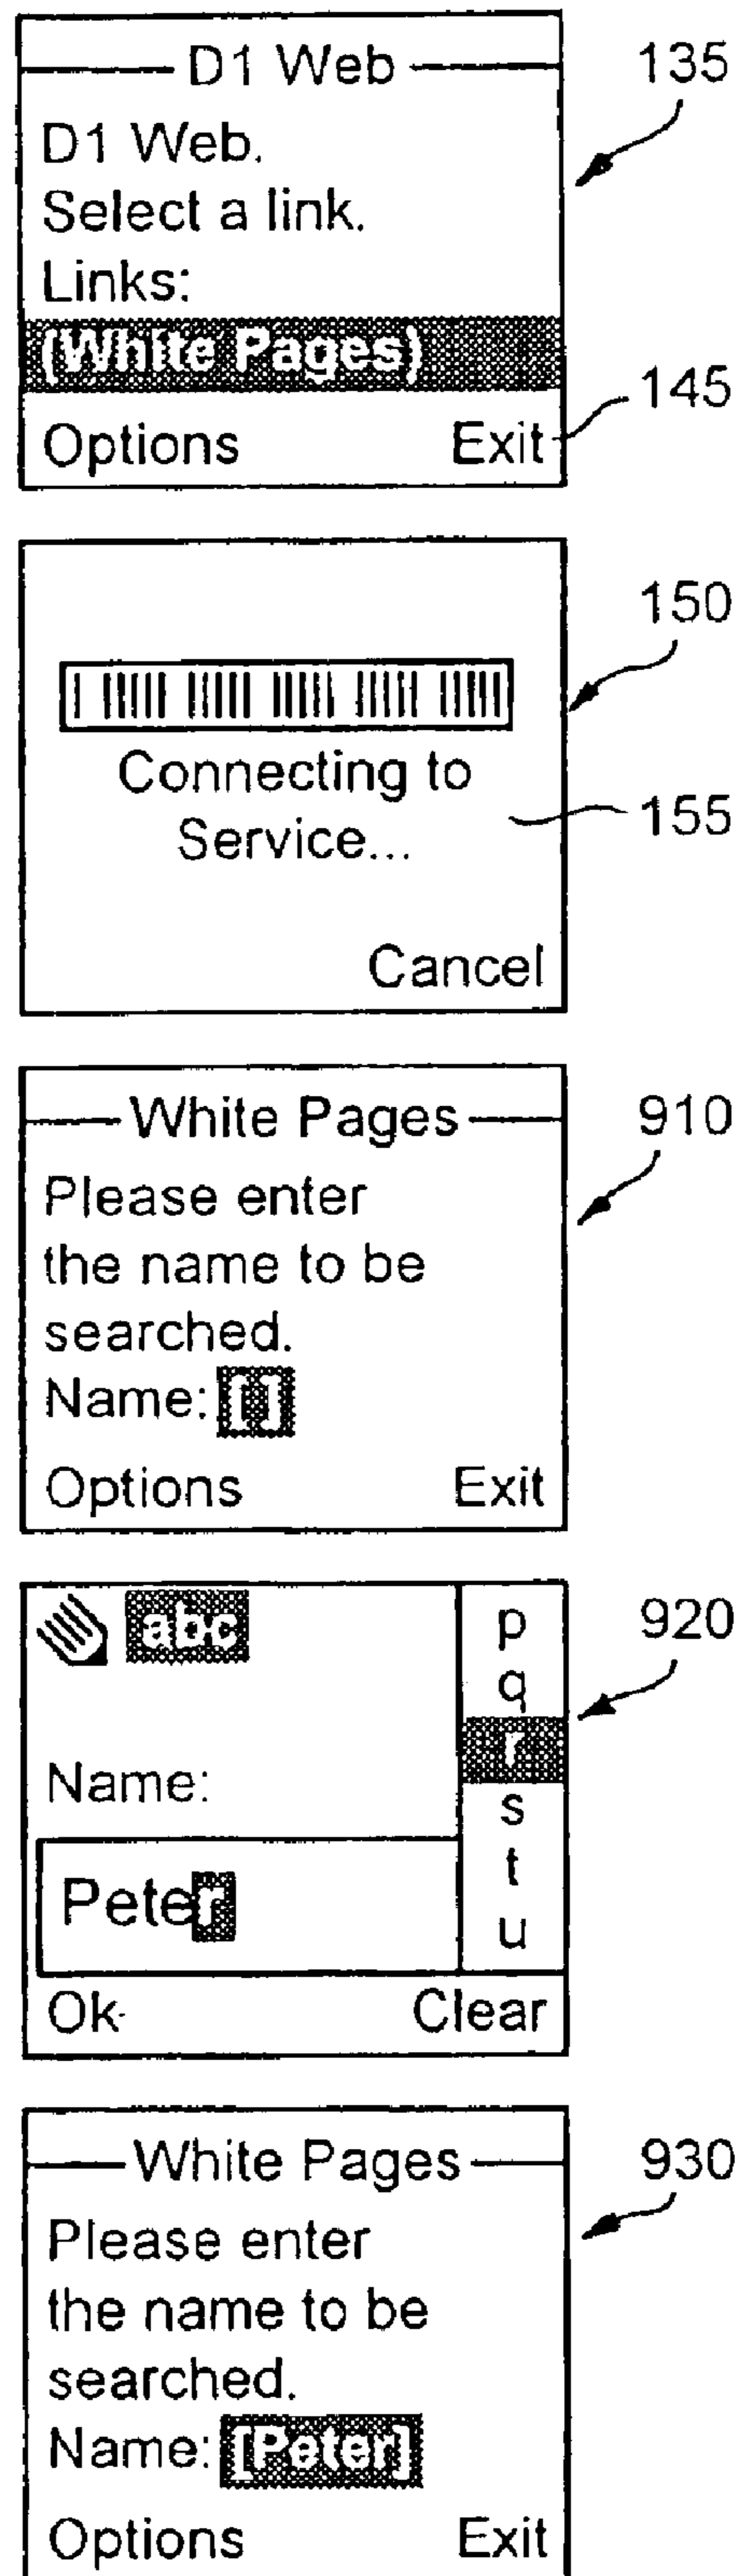 D1 Web
135
D1 Web.
Select a link.
Links:
(White Pages)
145
Options Exit
150
Connecting to
Service...
155
Cancel
White Pages
910
Please enter
the name to be
searched.
Name: [ ]
Options Exit
abc
p
920
q
r
Name:
s
t
Peter
u
Ok Clear
White Pages
930
Please enter
the name to be
searched.
Name: [Peter]
Options Exit